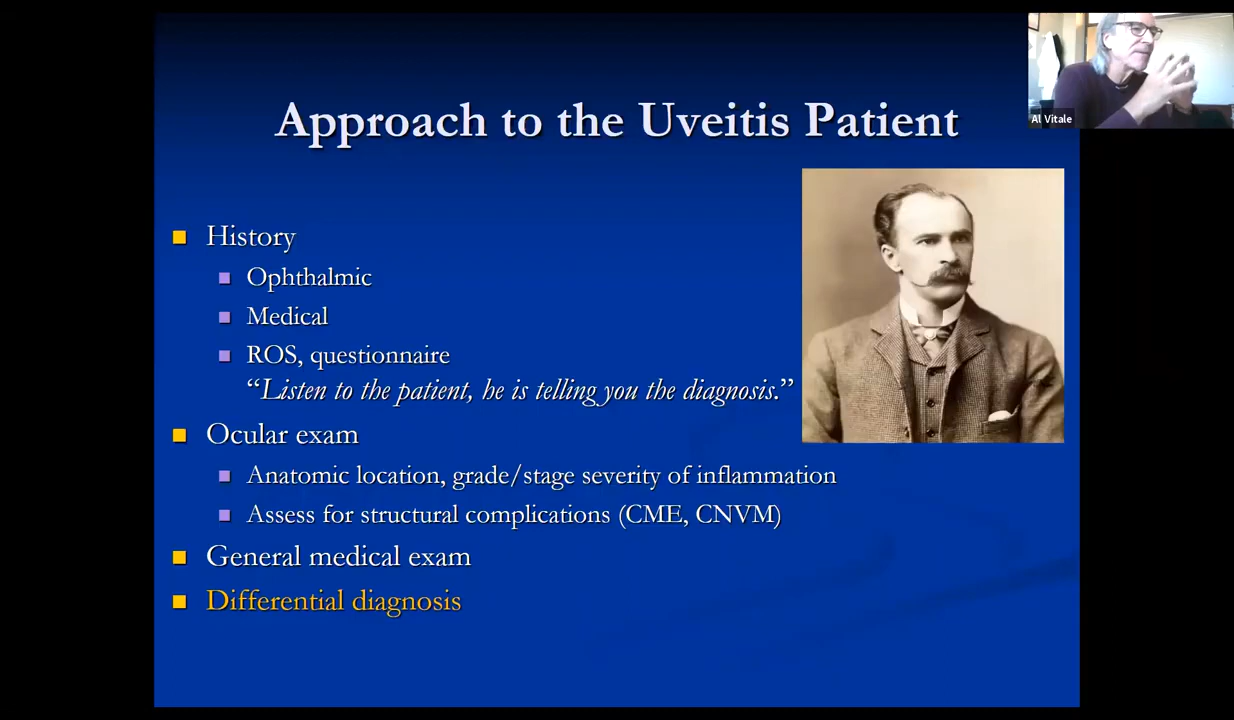 Al Vitale
Approach to the Uveitis Patient
History
Ophthalmic
Medical
ROS, questionnaire
“Listen to the patient, he is telling you the diagnosis.”
Ocular exam
Anatomic location, grade/stage severity of inflammation
Assess for structural complications (CME, CNVM)
General medical exam
Differential diagnosis